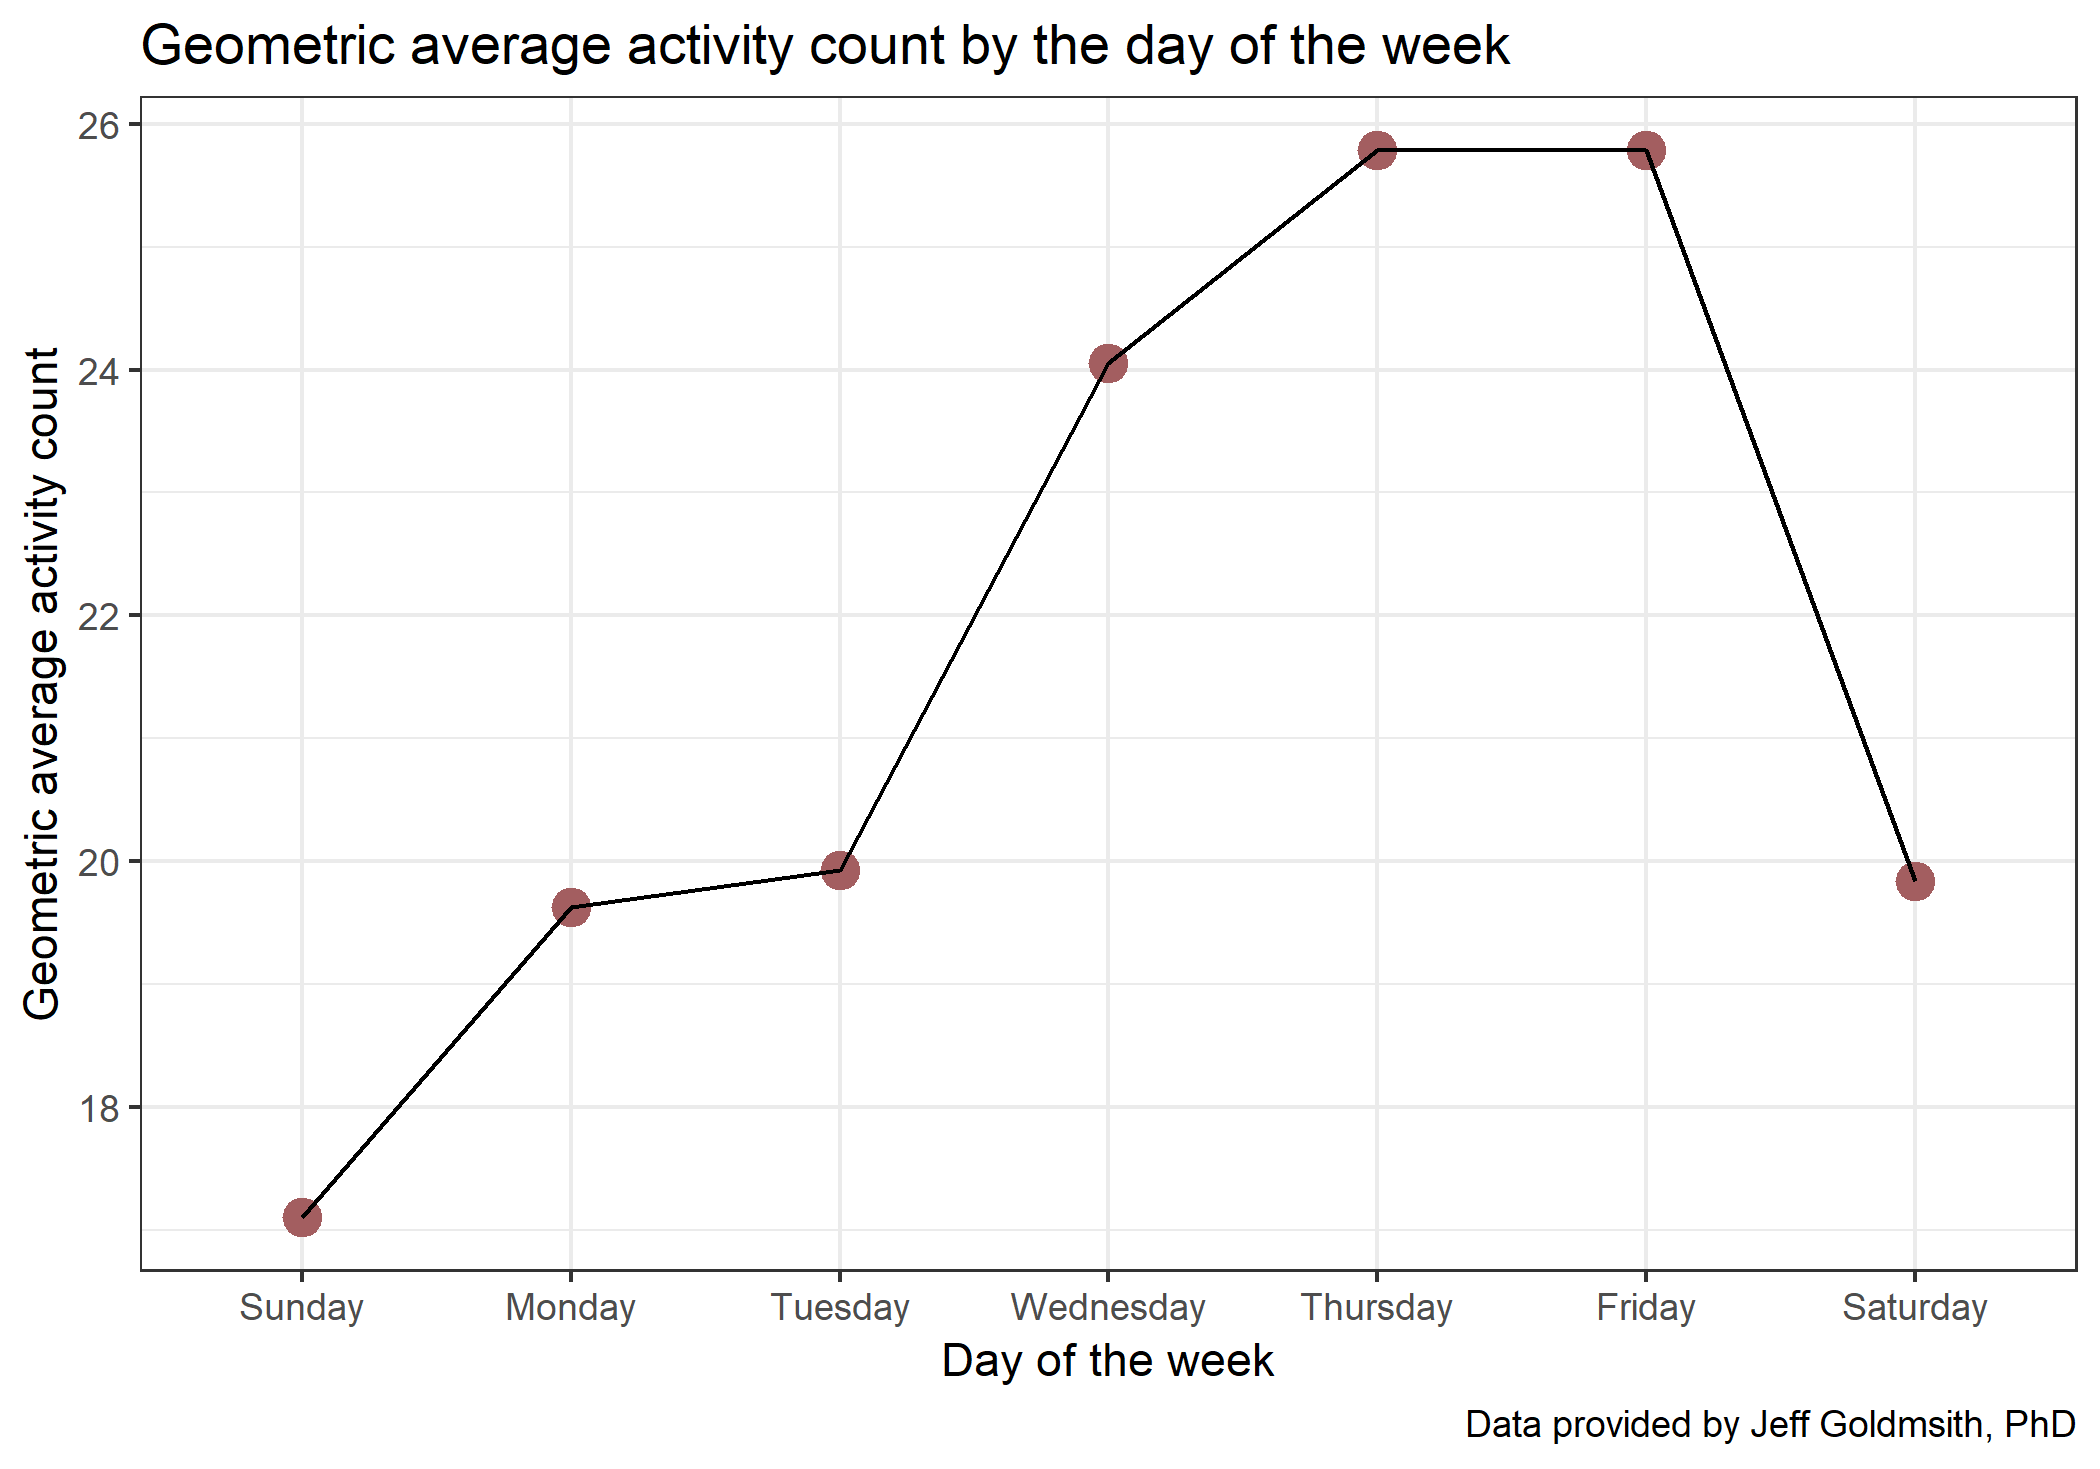 Geometric average activity count by the day of the week
Geometric average activity count
26
24
22
20
18
Sunday Monday Tuesday Wednesday Thursday Friday Saturday
Day of the week
Data provided by Jeff Goldmsith, PhD